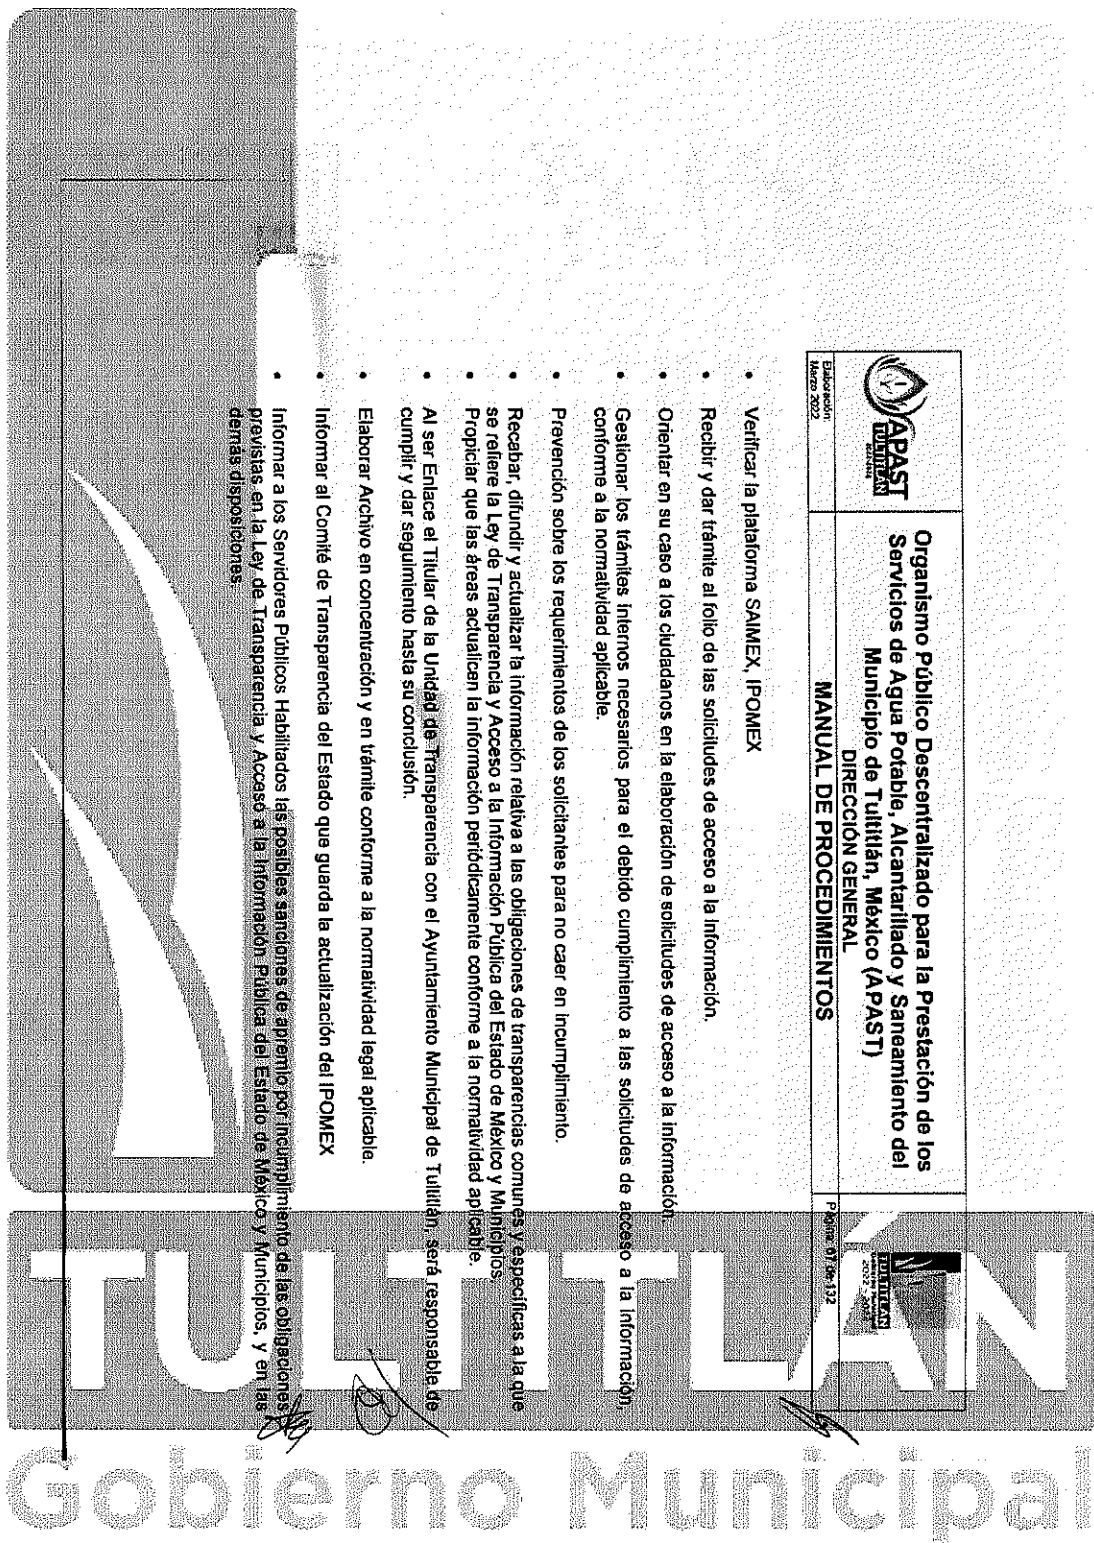 APAST
TULTITLÁN
Organismo Público Descentralizado para la Prestación de los
Servicios de Agua Potable, Alcantarillado y Saneamiento del
Municipio de Tultitlán, México (APAST)
DIRECCIÓN GENERAL
TULTITLÁN
Gobierno Municipal
2022
Elaboración:
Marzo 2022
MANUAL DE PROCEDIMIENTOS
Página: 67 de 132
• Verificar la plataforma SAIMEX, IPOMEX
• Recibir y dar trámite al folio de las solicitudes de acceso a la información.
• Orientar en su caso a los ciudadanos en la elaboración de solicitudes de acceso a la información.
• Gestionar los trámites internos necesarios para el debido cumplimiento a las solicitudes de acceso a la información,
conforme a la normatividad aplicable.
• Prevención sobre los requerimientos de los solicitantes para no caer en incumplimiento.
• Recabar, difundir y actualizar la información relativa a las obligaciones de transparencias comunes y específicas a la que
se refiere la Ley de Transparencia y Acceso a la Información Pública del Estado de México y Municipios.
• Propiciar que las áreas actualicen la información periódicamente conforme a la normatividad aplicable.
• Al ser Enlace el Titular de la Unidad de Transparencia con el Ayuntamiento Municipal de Tultitlán, será responsable de
cumplir y dar seguimiento hasta su conclusión.
• Elaborar Archivo en concentración y en trámite conforme a la normatividad legal aplicable.
• Informar al Comité de Transparencia del Estado que guarda la actualización del IPOMEX
• Informar a los Servidores Públicos Habilitados las posibles sanciones de apremio por incumplimiento de las obligaciones
previstas en la Ley de Transparencia y Acceso a la Información Pública del Estado de México y Municipios, y en las
demás disposiciones.
TULTITLÁN
Gobierno Municipal